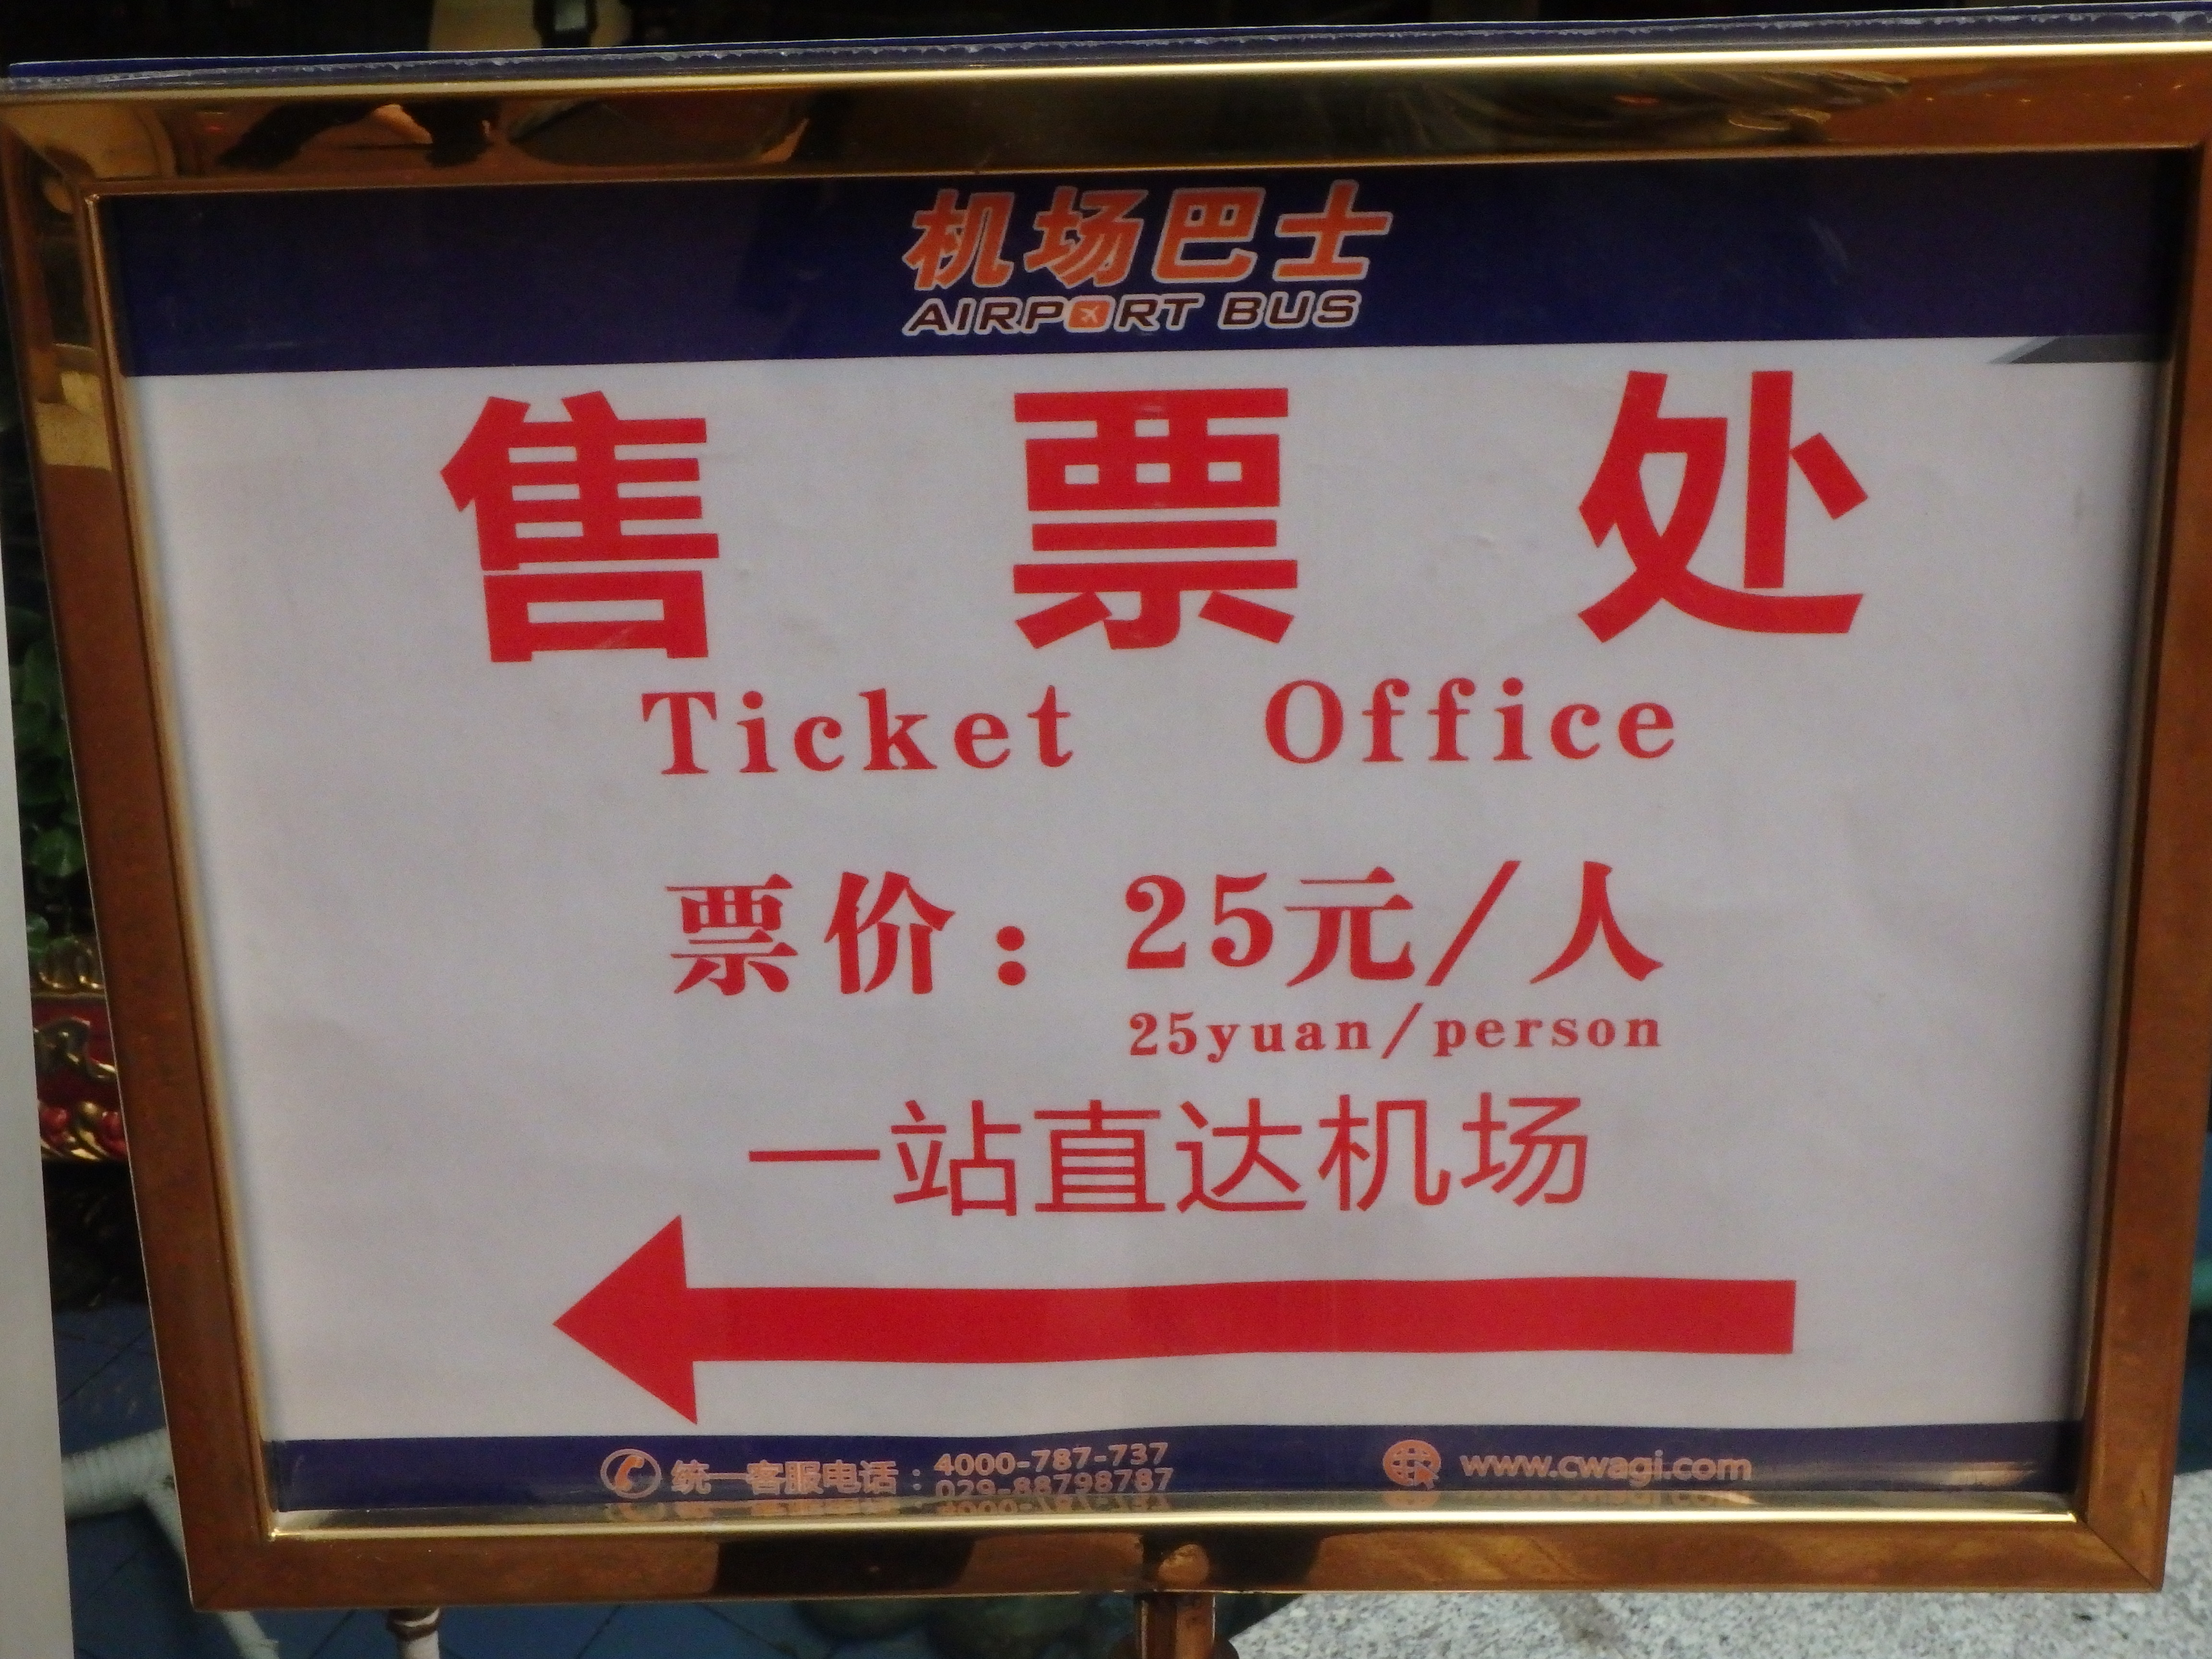 机场巴士
AIRPORT BUS
售票处
Ticket Office
票价：25元/人
25yuan/person
一站直达机场
统一客服电话：4000-787-737
029-88798787
www.cwagi.com